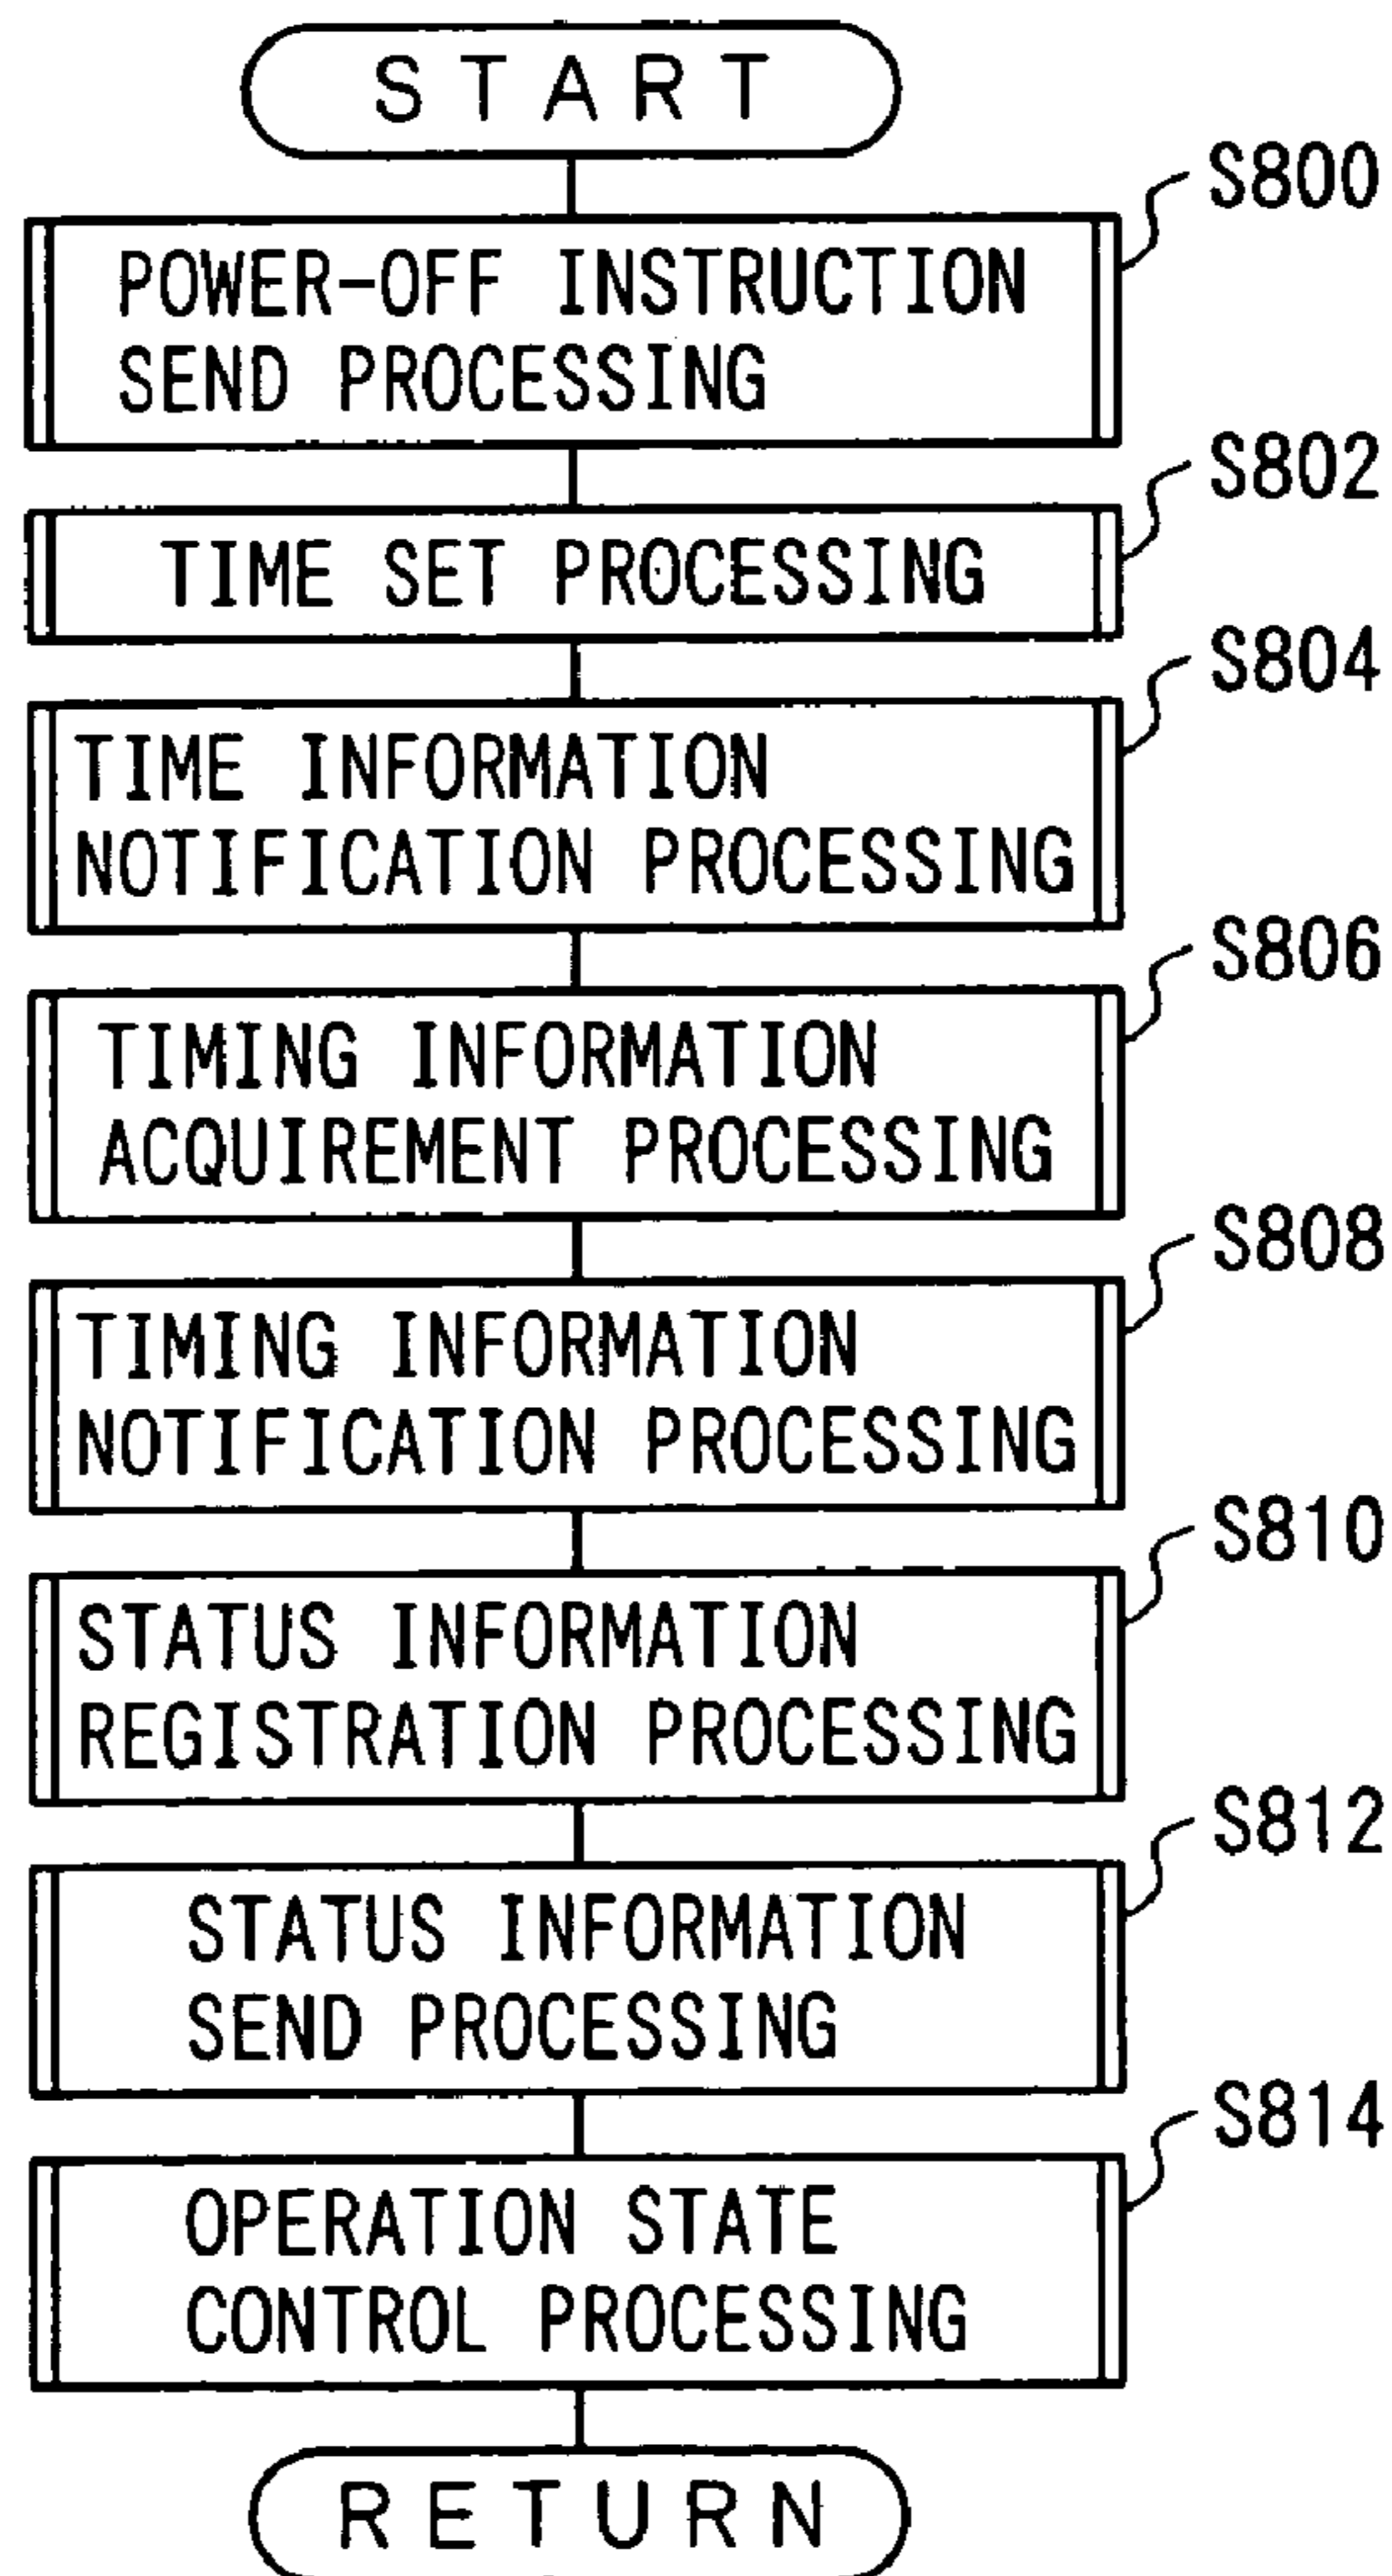 START
S800
POWER-OFF INSTRUCTION
SEND PROCESSING
S802
TIME SET PROCESSING
S804
TIME INFORMATION
NOTIFICATION PROCESSING
S806
TIMING INFORMATION
ACQUIREMENT PROCESSING
S808
TIMING INFORMATION
NOTIFICATION PROCESSING
S810
STATUS INFORMATION
REGISTRATION PROCESSING
S812
STATUS INFORMATION
SEND PROCESSING
S814
OPERATION STATE
CONTROL PROCESSING
RETURN